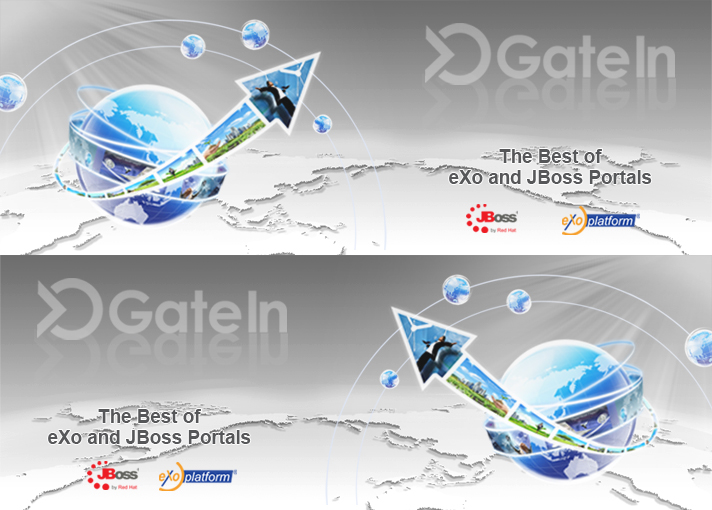 GateIn
The Best of
eXo and JBoss Portals
JBoss
by Red Hat
eXo platform
GateIn
The Best of
eXo and JBoss Portals
JBoss
by Red Hat
eXo platform